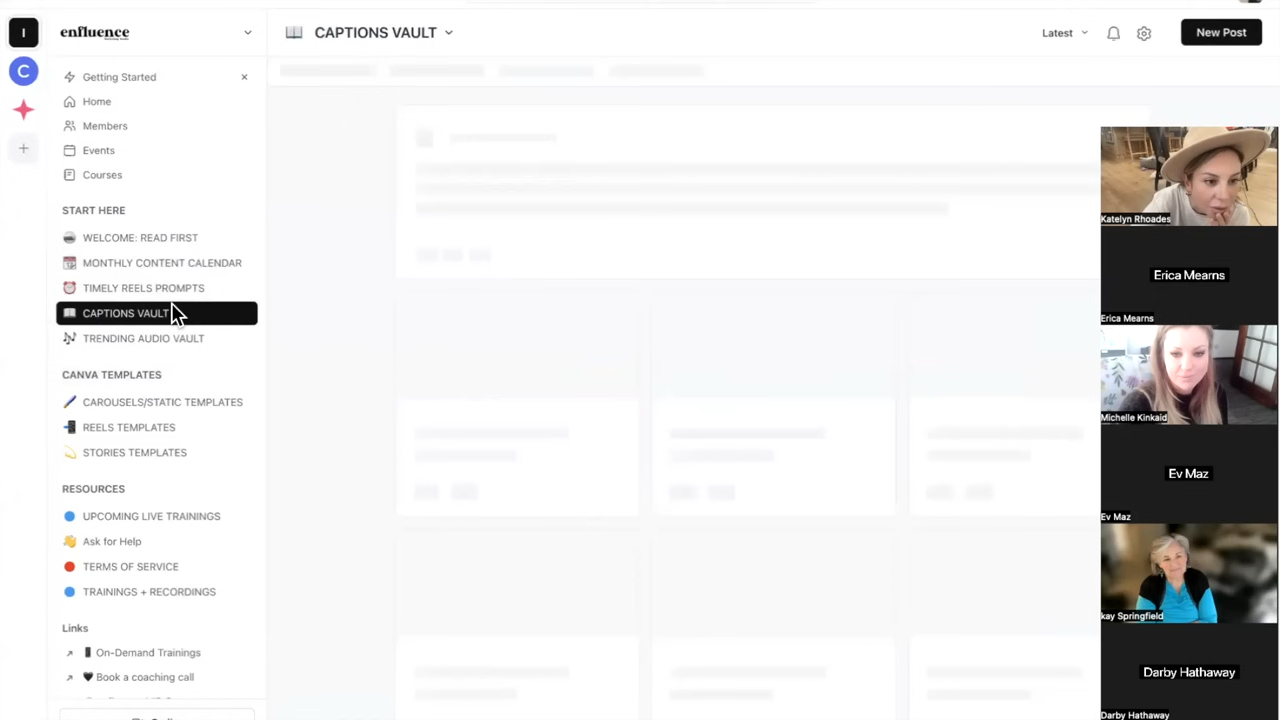 I
enfluence
CAPTIONS VAULT
Latest
New Post
C
Getting Started
Home
Members
Events
Courses
START HERE
WELCOME: READ FIRST
MONTHLY CONTENT CALENDAR
TIMELY REELS PROMPTS
CAPTIONS VAULT
TRENDING AUDIO VAULT
CANVA TEMPLATES
CAROUSELS/STATIC TEMPLATES
REELS TEMPLATES
STORIES TEMPLATES
RESOURCES
UPCOMING LIVE TRAININGS
Ask for Help
TERMS OF SERVICE
TRAININGS + RECORDINGS
Links
On-Demand Trainings
Book a coaching call
Katelyn Rhoades
Erica Mearns
Erica Mearns
Michelle Kinkaid
Ev Maz
Ev Maz
kay Springfield
Darby Hathaway
Darby Hathaway